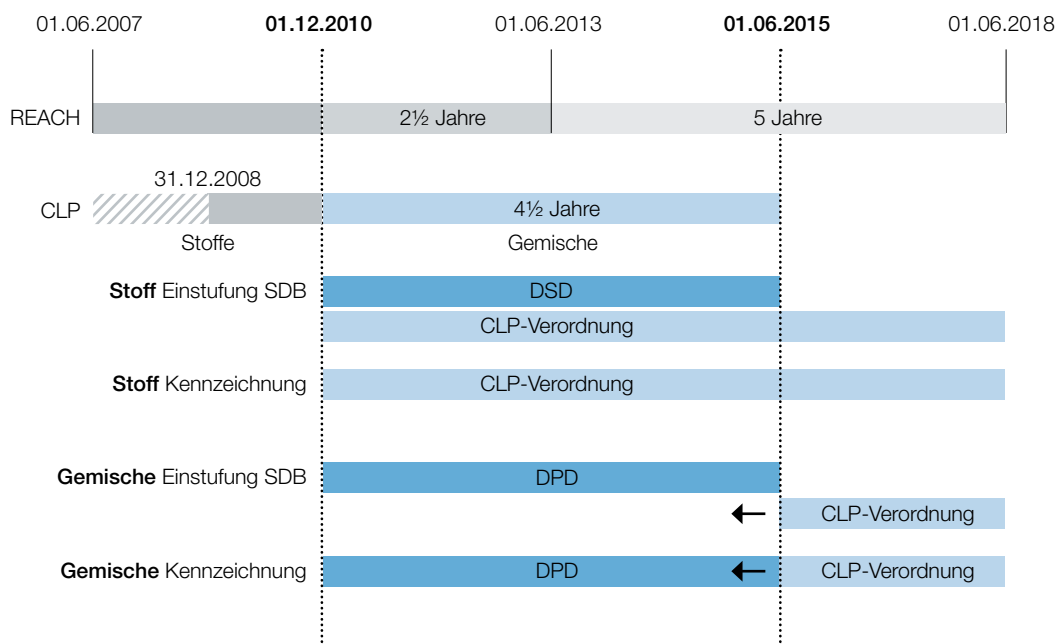 01.06.2007 01.12.2010 01.06.2013 01.06.2015 01.06.2018
REACH 2½ Jahre 5 Jahre
31.12.2008
CLP 4½ Jahre
Stoffe Gemische
Stoff Einstufung SDB DSD
CLP-Verordnung
Stoff Kennzeichnung CLP-Verordnung
Gemische Einstufung SDB DPD
CLP-Verordnung
Gemische Kennzeichnung DPD CLP-Verordnung